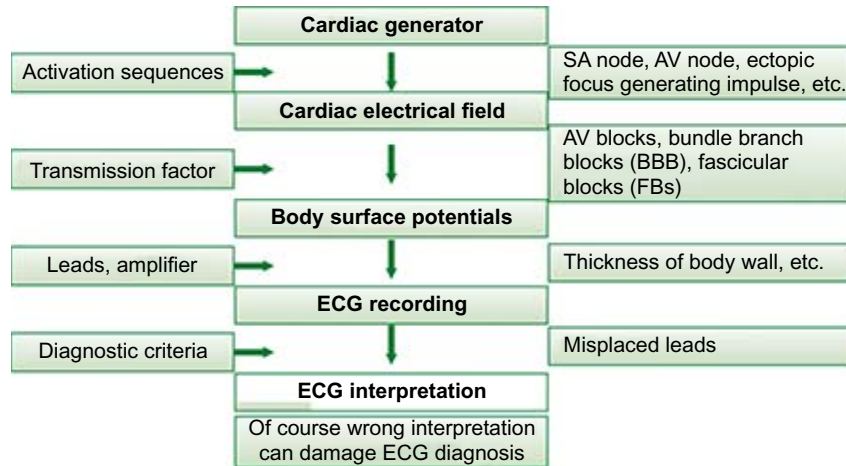 Cardiac generator
Activation sequences
SA node, AV node, ectopic
focus generating impulse, etc.
Cardiac electrical field
Transmission factor
AV blocks, bundle branch
blocks (BBB), fascicular
blocks (FBs)
Body surface potentials
Leads, amplifier
Thickness of body wall, etc.
ECG recording
Diagnostic criteria
Misplaced leads
ECG interpretation
Of course wrong interpretation
can damage ECG diagnosis